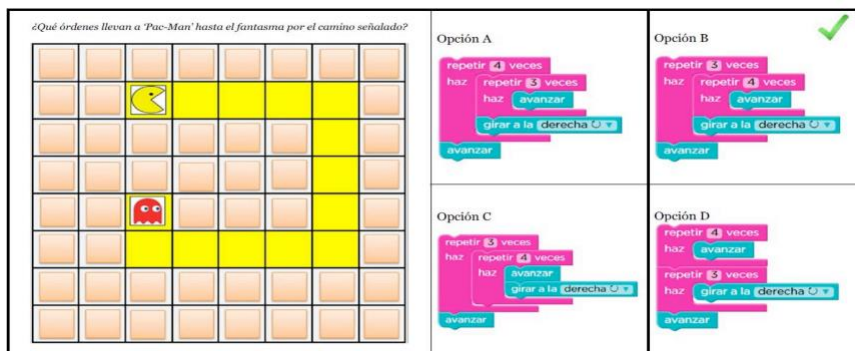 ¿Qué órdenes llevan a ‘Pac-Man’ hasta el fantasma por el camino señalado?
Opción A
repetir 4 veces
haz repetir 3 veces
haz avanzar
girar a la derecha
avanzar
Opción B
repetir 3 veces
haz repetir 4 veces
haz avanzar
girar a la derecha
avanzar
Opción C
repetir 3 veces
haz repetir 4 veces
haz avanzar
girar a la derecha
avanzar
Opción D
repetir 4 veces
haz avanzar
repetir 3 veces
haz girar a la derecha
avanzar